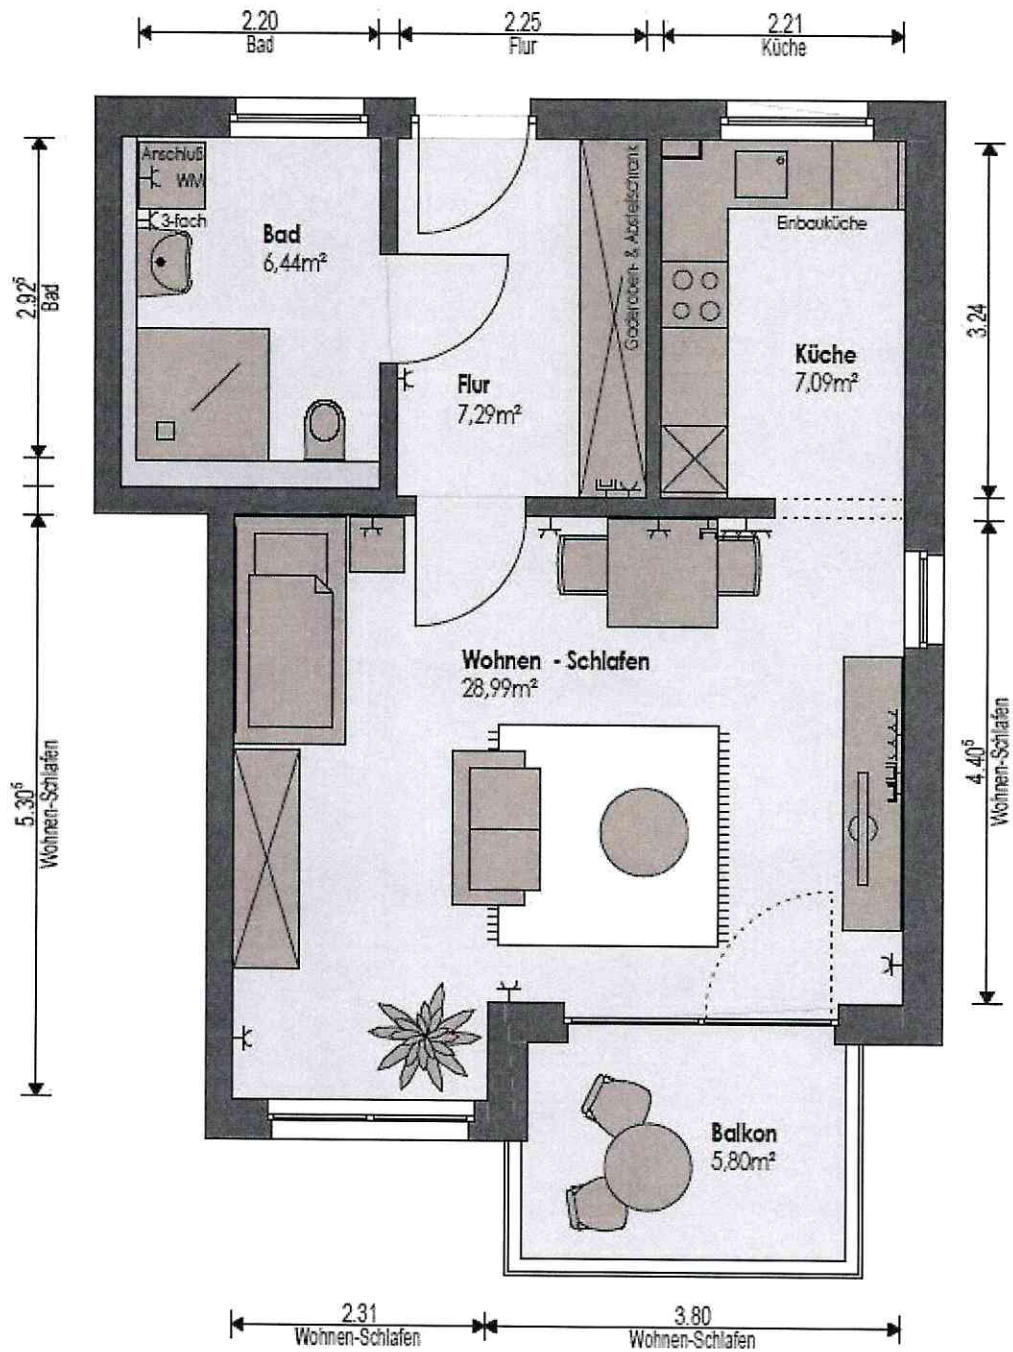 2.20
Bad
2.25
Flur
2.21
Küche
Anschluß
WM
3-fach
Bad
6,44m²
2.92⁵
Bad
Flur
7,29m²
Gaderoben- & Abstellschrank
Einbauküche
Küche
7,09m²
3.24
Wohnen - Schlafen
28,99m²
5.30⁵
Wohnen-Schlafen
4.40⁵
Wohnen-Schlafen
Balkon
5,80m²
2.31
Wohnen-Schlafen
3.80
Wohnen-Schlafen